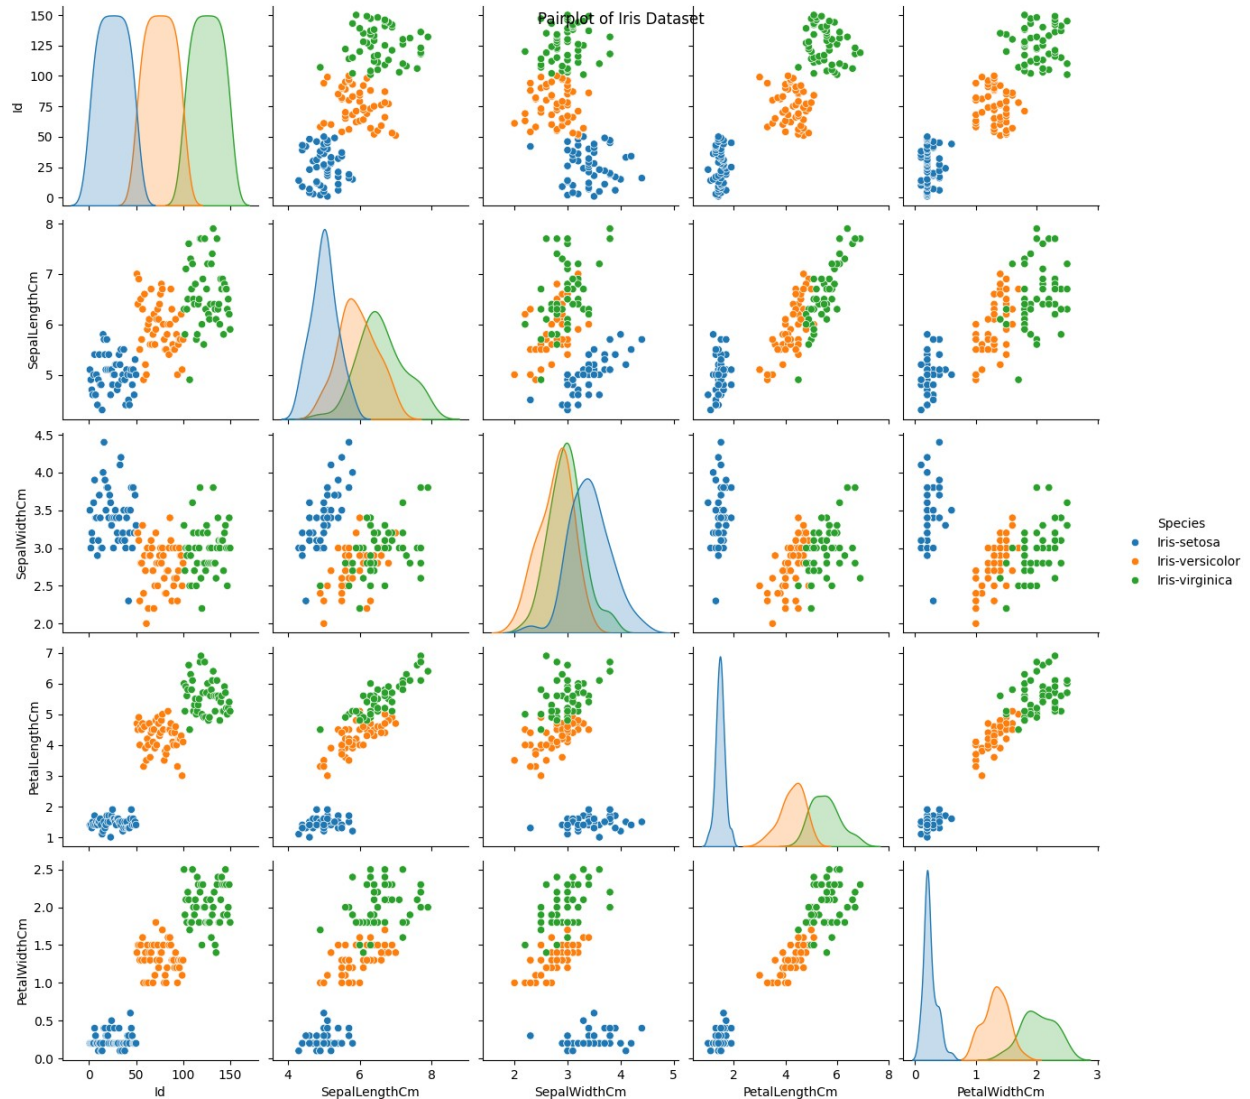 Pairplot of Iris Dataset
150
125
100
75
50
25
0
Id
8
7
6
5
SepalLengthCm
4.5
4.0
3.5
3.0
2.5
2.0
SepalWidthCm
Species
Iris-setosa
Iris-versicolor
Iris-virginica
7
6
5
4
3
2
1
PetalLengthCm
2.5
2.0
1.5
1.0
0.5
0.0
PetalWidthCm
0 50 100 150
4 6 8
2 3 4 5
2 4 6 8
0 1 2 3
Id SepalLengthCm SepalWidthCm PetalLengthCm PetalWidthCm